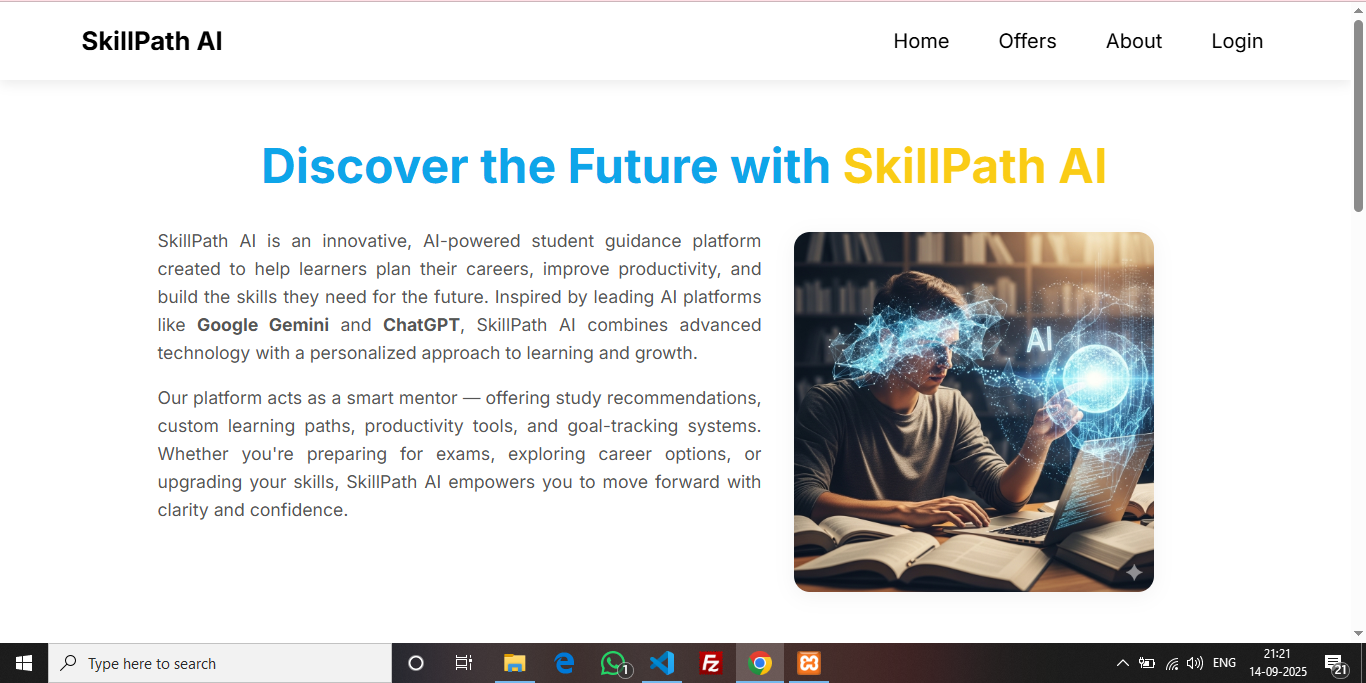 SkillPath AI
Home Offers About Login
Discover the Future with SkillPath AI
SkillPath AI is an innovative, AI-powered student guidance platform
created to help learners plan their careers, improve productivity, and
build the skills they need for the future. Inspired by leading AI platforms
like Google Gemini and ChatGPT, SkillPath AI combines advanced
technology with a personalized approach to learning and growth.
Our platform acts as a smart mentor — offering study recommendations,
custom learning paths, productivity tools, and goal-tracking systems.
Whether you're preparing for exams, exploring career options, or
upgrading your skills, SkillPath AI empowers you to move forward with
clarity and confidence.
AI
Type here to search
1
Fz
ENG
21:21
14-09-2025
21